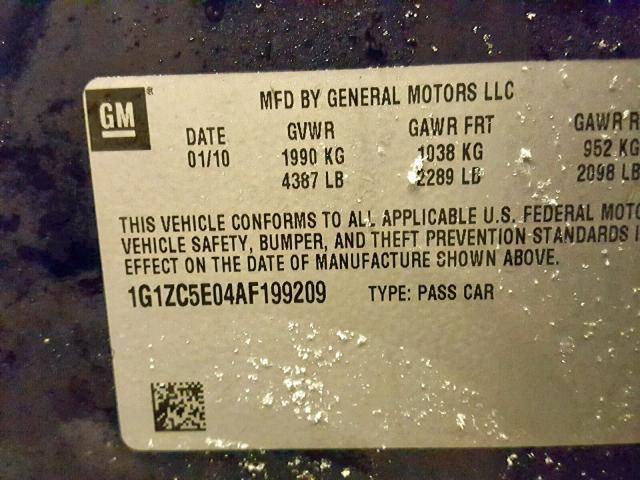 GM ®
MFD BY GENERAL MOTORS LLC
DATE GVWR GAWR FRT GAWR R
01/10 1990 KG 1038 KG 952 KG
4387 LB 2289 LB 2098 LB
THIS VEHICLE CONFORMS TO ALL APPLICABLE U.S. FEDERAL MOTO
VEHICLE SAFETY, BUMPER, AND THEFT PREVENTION STANDARDS I
EFFECT ON THE DATE OF MANUFACTURE SHOWN ABOVE.
1G1ZC5E04AF199209 TYPE: PASS CAR